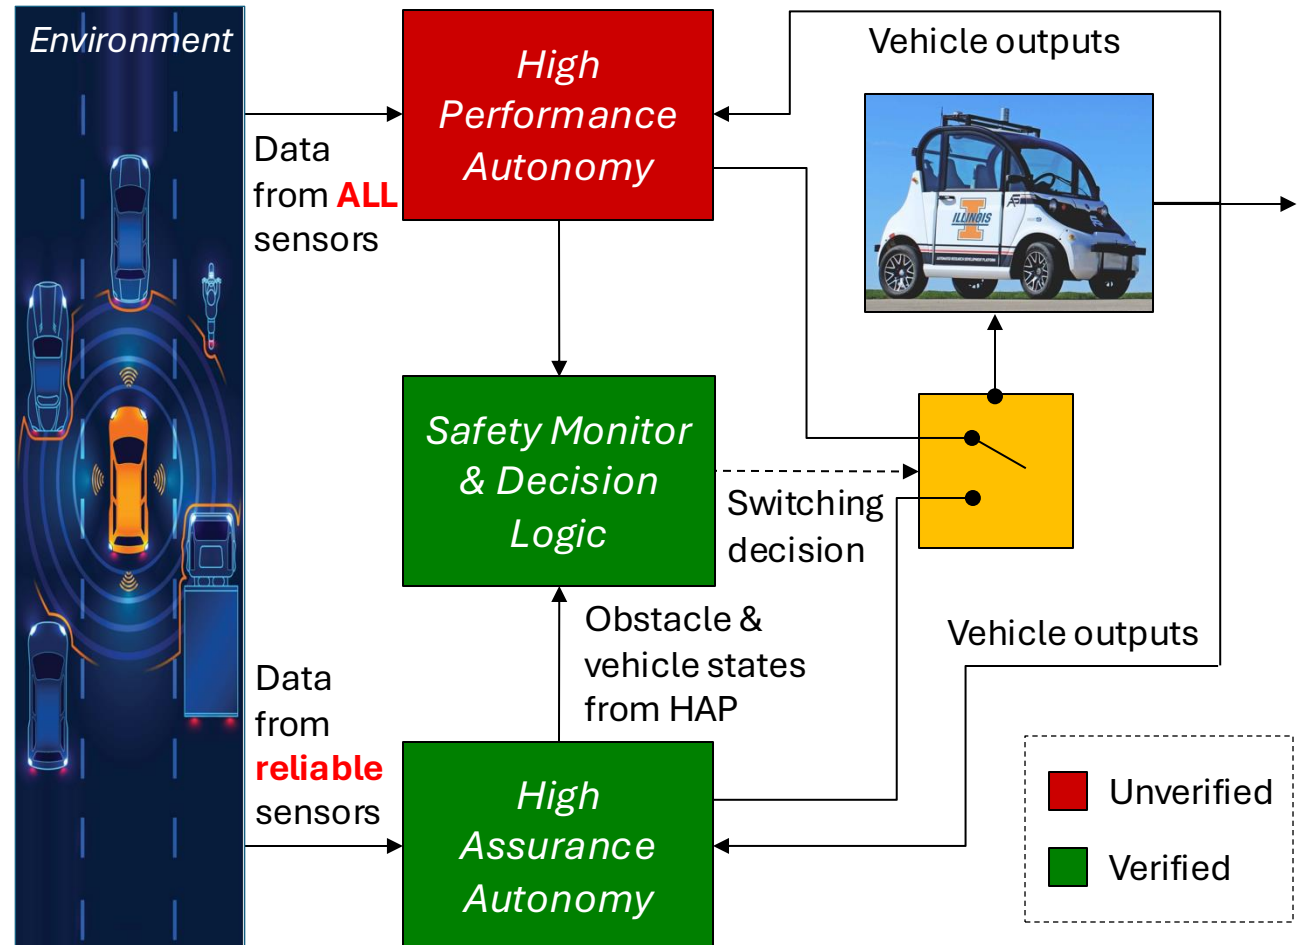 Environment
High
Performance
Autonomy
Vehicle outputs
Data
from ALL
sensors
ILLINOIS
Safety Monitor
& Decision
Logic
Switching
decision
Obstacle &
vehicle states
from HAP
Vehicle outputs
Data
from
reliable
sensors
High
Assurance
Autonomy
Unverified
Verified